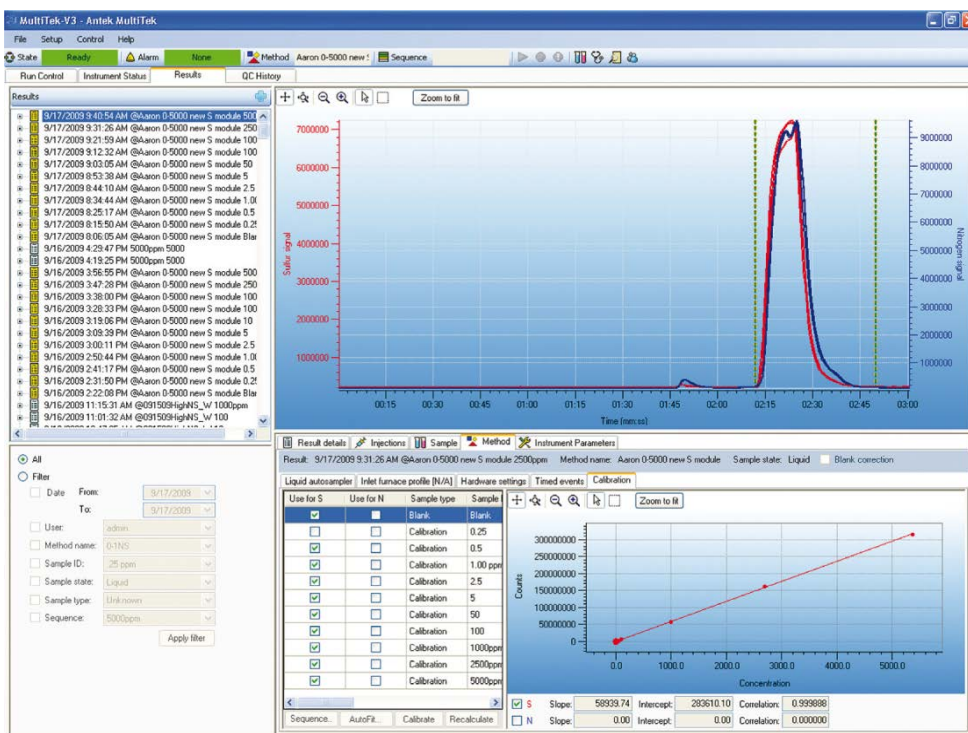 MultiTek-V3 - Antek MultiTek
File Setup Control Help
State Ready Alarm None Method Aaron 0-5000 new S Sequence
Run Control Instrument Status Results QC History
Results
9/17/2009 9:40:54 AM @Aaron 0-5000 new S module 500
9/17/2009 9:31:26 AM @Aaron 0-5000 new S module 250
9/17/2009 9:21:59 AM @Aaron 0-5000 new S module 100
9/17/2009 9:12:32 AM @Aaron 0-5000 new S module 100
9/17/2009 9:03:05 AM @Aaron 0-5000 new S module 50
9/17/2009 8:53:38 AM @Aaron 0-5000 new S module 5
9/17/2009 8:44:10 AM @Aaron 0-5000 new S module 2.5
9/17/2009 8:34:44 AM @Aaron 0-5000 new S module 1.00
9/17/2009 8:25:17 AM @Aaron 0-5000 new S module 0.5
9/17/2009 8:15:50 AM @Aaron 0-5000 new S module 0.25
9/17/2009 8:06:05 AM @Aaron 0-5000 new S module Blar
9/16/2009 4:29:47 PM 5000ppm 5000
9/16/2009 4:19:25 PM 5000ppm 5000
9/16/2009 3:56:55 PM @Aaron 0-5000 new S module 500
9/16/2009 3:47:28 PM @Aaron 0-5000 new S module 250
9/16/2009 3:38:00 PM @Aaron 0-5000 new S module 100
9/16/2009 3:28:33 PM @Aaron 0-5000 new S module 100
9/16/2009 3:19:06 PM @Aaron 0-5000 new S module 10
9/16/2009 3:09:39 PM @Aaron 0-5000 new S module 5
9/16/2009 3:00:11 PM @Aaron 0-5000 new S module 2.5
9/16/2009 2:50:44 PM @Aaron 0-5000 new S module 1.00
9/16/2009 2:41:17 PM @Aaron 0-5000 new S module 0.5
9/16/2009 2:31:50 PM @Aaron 0-5000 new S module 0.25
9/16/2009 2:22:08 PM @Aaron 0-5000 new S module Blar
9/16/2009 11:15:31 AM @091509HighNS_W 1000ppm
9/16/2009 11:01:32 AM @091509HighNS_W 100
All
Filter
Date From: 9/17/2009
To: 9/17/2009
User: admin
Method name: 0-1NS
Sample ID: .25 ppm
Sample state: Liquid
Sample type: Unknown
Sequence: 5000ppm
Apply filter
Zoom to fit
Sulfur signal
7000000
6000000
5000000
4000000
3000000
2000000
1000000
Nitrogen signal
9000000
8000000
7000000
6000000
5000000
4000000
3000000
2000000
1000000
00:15 00:30 00:45 01:00 01:15 01:30 01:45 02:00 02:15 02:30 02:45 03:00
Time (mm:ss)
Result details Injections Sample Method Instrument Parameters
Result: 9/17/2009 9:31:26 AM @Aaron 0-5000 new S module 2500ppm Method name: Aaron 0-5000 new S module Sample state: Liquid Blank correction
Liquid autosampler Inlet furnace profile [N/A] Hardware settings Timed events Calibration
Use for S Use for N Sample type Sample I
Blank Blank
Calibration 0.25
Calibration 0.5
Calibration 1.00 ppm
Calibration 2.5
Calibration 5
Calibration 50
Calibration 100
Calibration 1000ppm
Calibration 2500ppm
Calibration 5000ppm
Sequence... AutoFit... Calibrate Recalculate
Zoom to fit
Counts
300000000
250000000
200000000
150000000
100000000
50000000
0
0.0 1000.0 2000.0 3000.0 4000.0 5000.0
Concentration
S Slope: 58939.74 Intercept: 283610.10 Correlation: 0.999888
N Slope: 0.00 Intercept: 0.00 Correlation: 0.000000